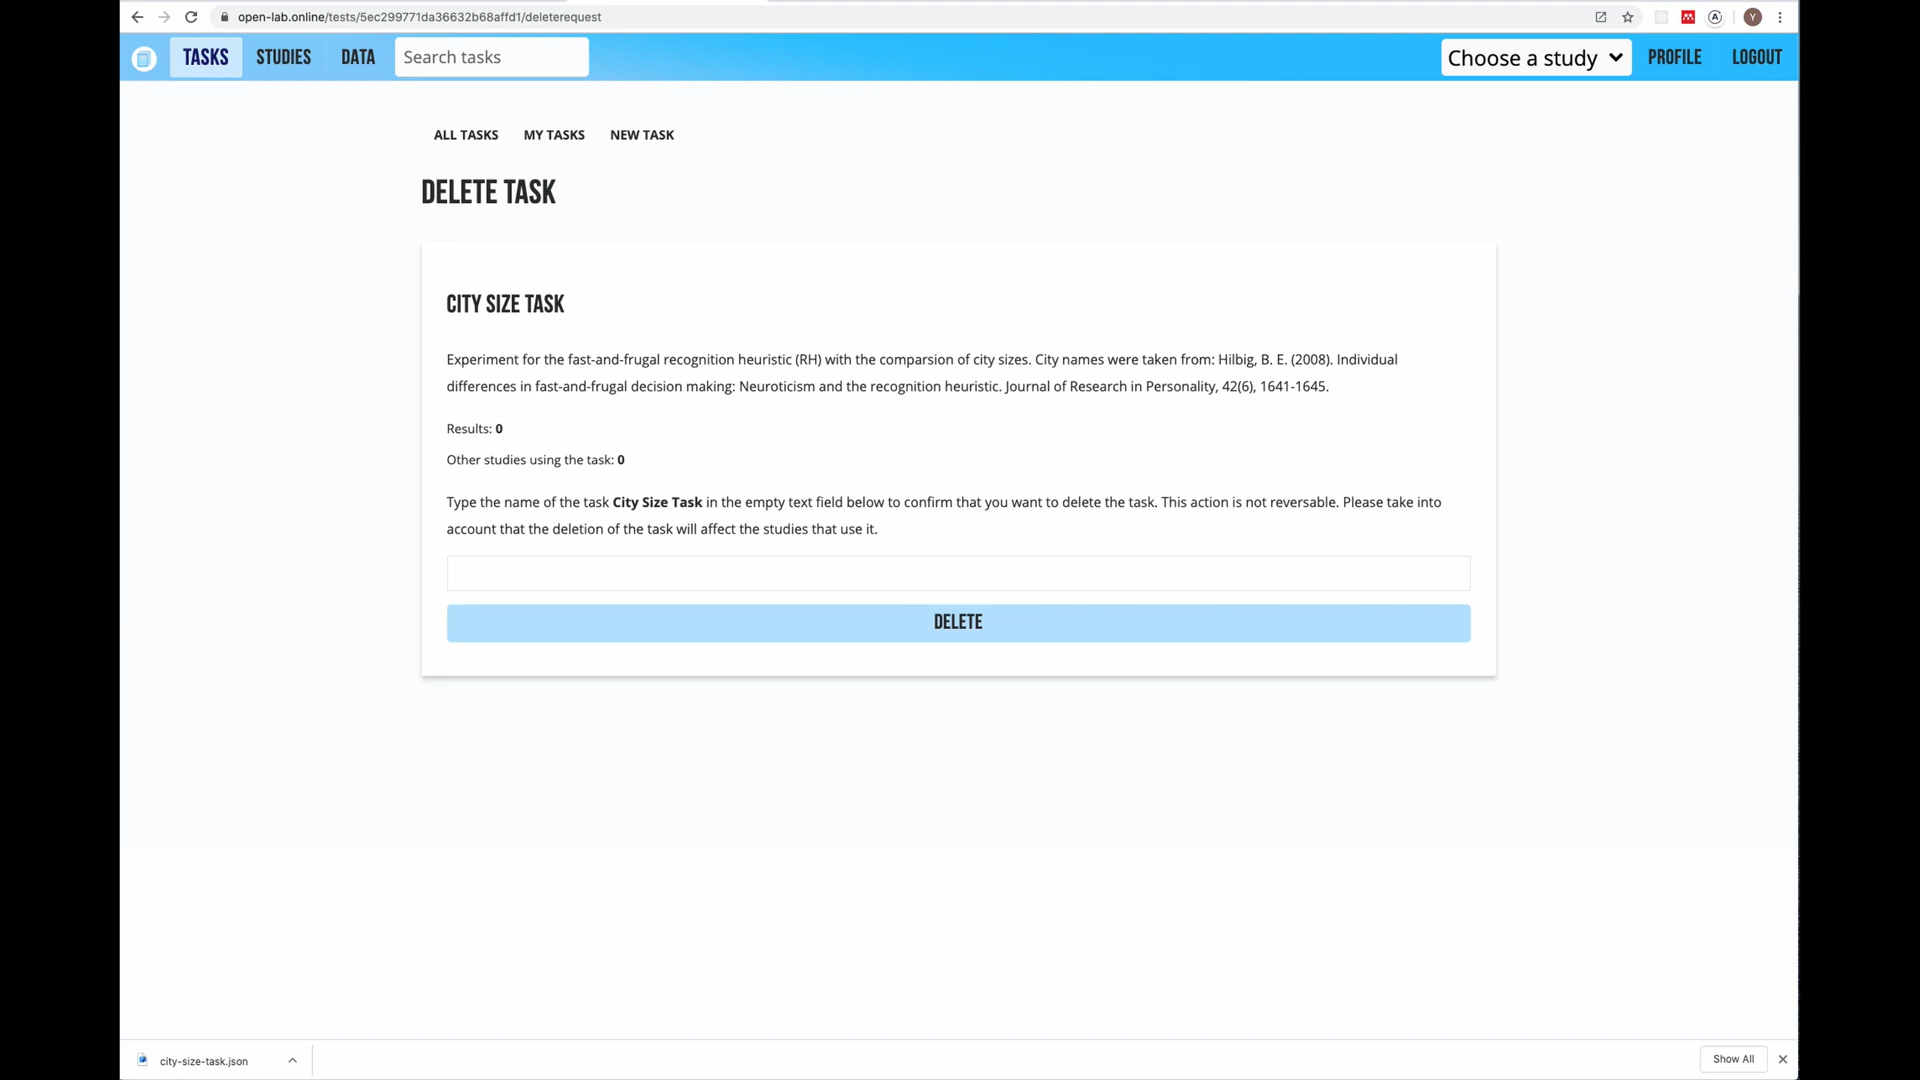 open-lab.online/tests/5ec299771da36632b68affd1/deleterequest
Y
TASKS STUDIES DATA Search tasks Choose a study PROFILE LOGOUT
ALL TASKS MY TASKS NEW TASK
DELETE TASK
CITY SIZE TASK
Experiment for the fast-and-frugal recognition heuristic (RH) with the comparsion of city sizes. City names were taken from: Hilbig, B. E. (2008). Individual
differences in fast-and-frugal decision making: Neuroticism and the recognition heuristic. Journal of Research in Personality, 42(6), 1641-1645.
Results: 0
Other studies using the task: 0
Type the name of the task City Size Task in the empty text field below to confirm that you want to delete the task. This action is not reversable. Please take into
account that the deletion of the task will affect the studies that use it.
DELETE
city-size-task.json Show All